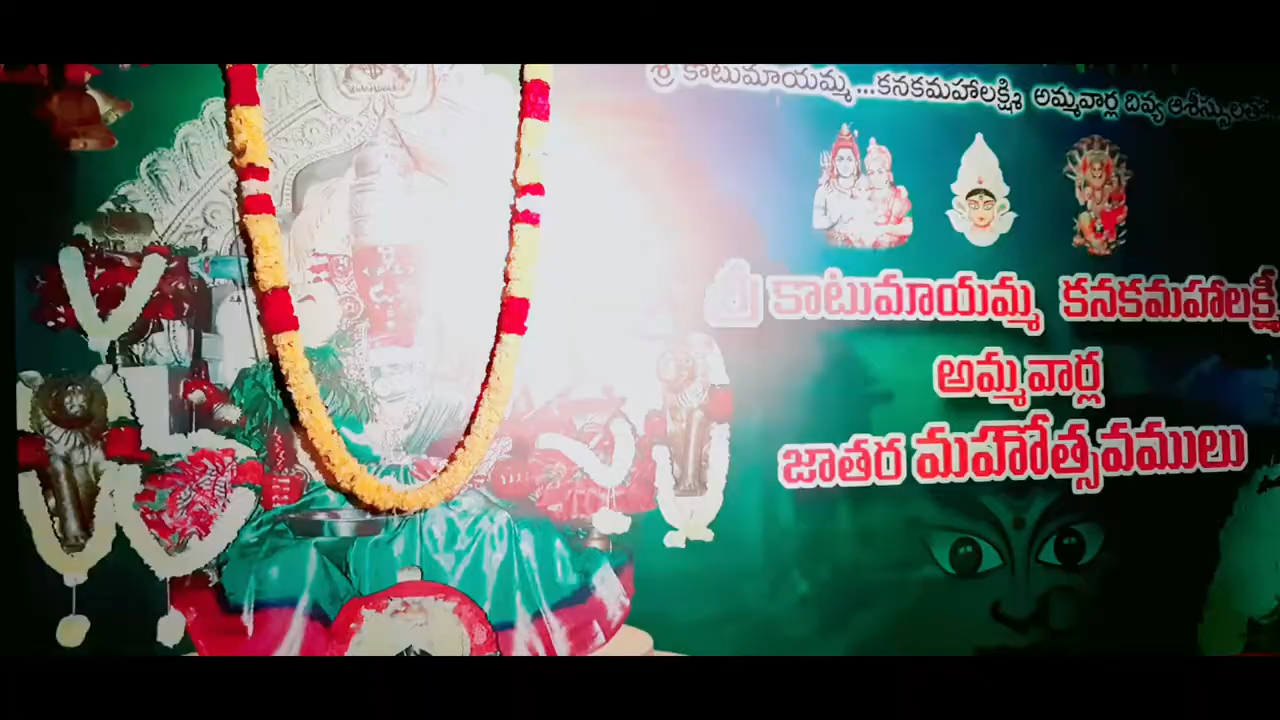 శ్రీ కాటుమాయమ్మ ...కనకమహాలక్ష్మి అమ్మవార్ల దివ్య ఆశీస్సులతో
శ్రీ కాటుమాయమ్మ కనకమహాలక్ష్మీ
అమ్మవార్ల
జాతర మహోత్సవములు